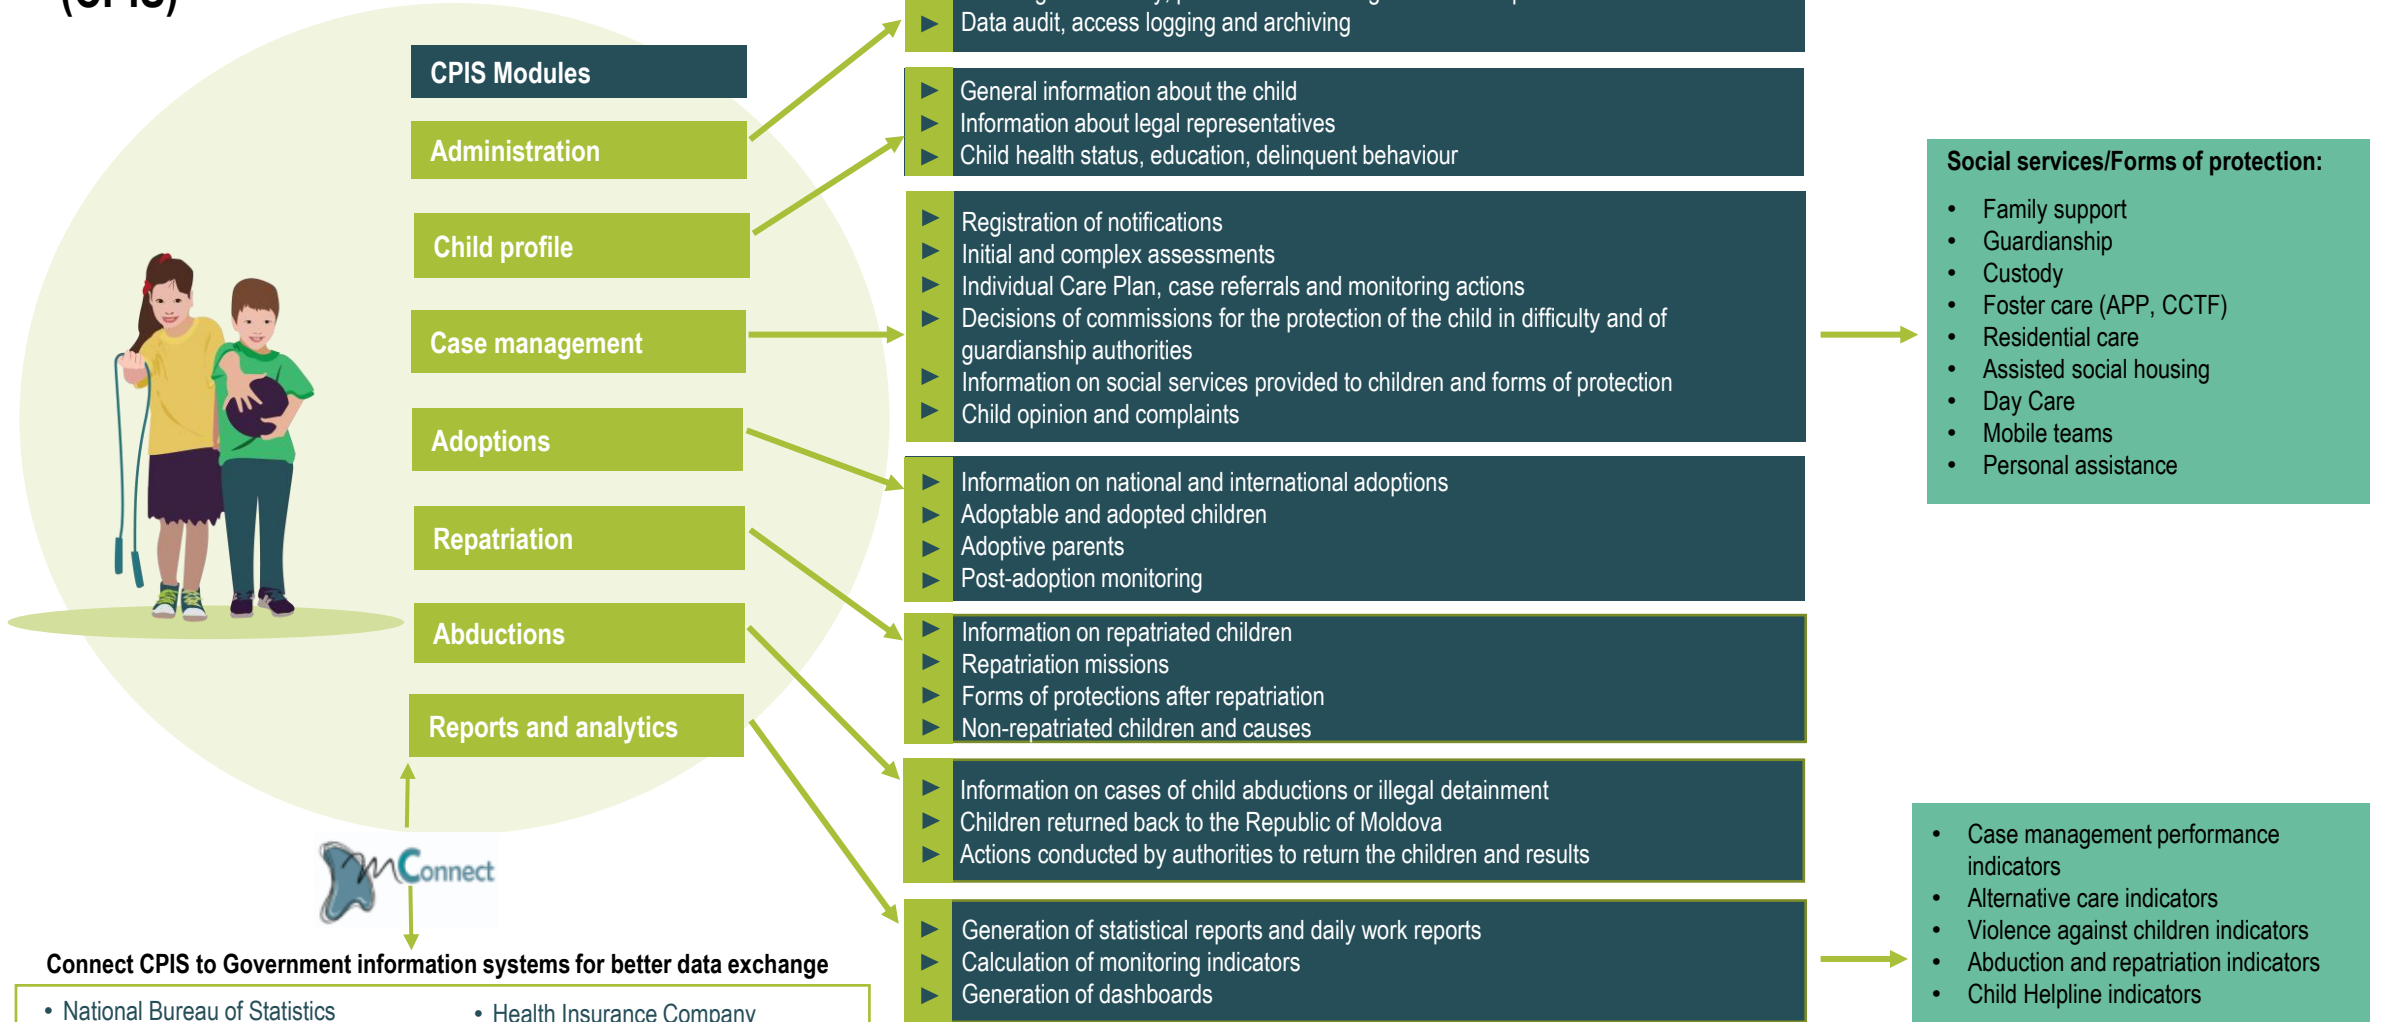 (CPIS)
Data audit, access logging and archiving
CPIS Modules
Administration
Child profile
Case management
Adoptions
Repatriation
Abductions
Reports and analytics
General information about the child
Information about legal representatives
Child health status, education, delinquent behaviour
Registration of notifications
Initial and complex assessments
Individual Care Plan, case referrals and monitoring actions
Decisions of commissions for the protection of the child in difficulty and of
guardianship authorities
Information on social services provided to children and forms of protection
Child opinion and complaints
Information on national and international adoptions
Adoptable and adopted children
Adoptive parents
Post-adoption monitoring
Information on repatriated children
Repatriation missions
Forms of protections after repatriation
Non-repatriated children and causes
Information on cases of child abductions or illegal detainment
Children returned back to the Republic of Moldova
Actions conducted by authorities to return the children and results
Generation of statistical reports and daily work reports
Calculation of monitoring indicators
Generation of dashboards
Social services/Forms of protection:
• Family support
• Guardianship
• Custody
• Foster care (APP, CCTF)
• Residential care
• Assisted social housing
• Day Care
• Mobile teams
• Personal assistance
• Case management performance
indicators
• Alternative care indicators
• Violence against children indicators
• Abduction and repatriation indicators
• Child Helpline indicators
mConnect
Connect CPIS to Government information systems for better data exchange
• National Bureau of Statistics
• Health Insurance Company